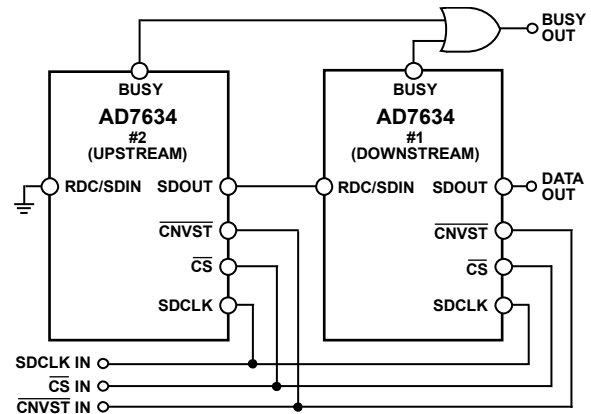 BUSY
OUT
BUSY
AD7634
#2
(UPSTREAM)
RDC/SDIN SDOUT
CNVST
CS
SDCLK
BUSY
AD7634
#1
(DOWNSTREAM)
RDC/SDIN SDOUT
CNVST
CS
SDCLK
DATA
OUT
SDCLK IN
CS IN
CNVST IN